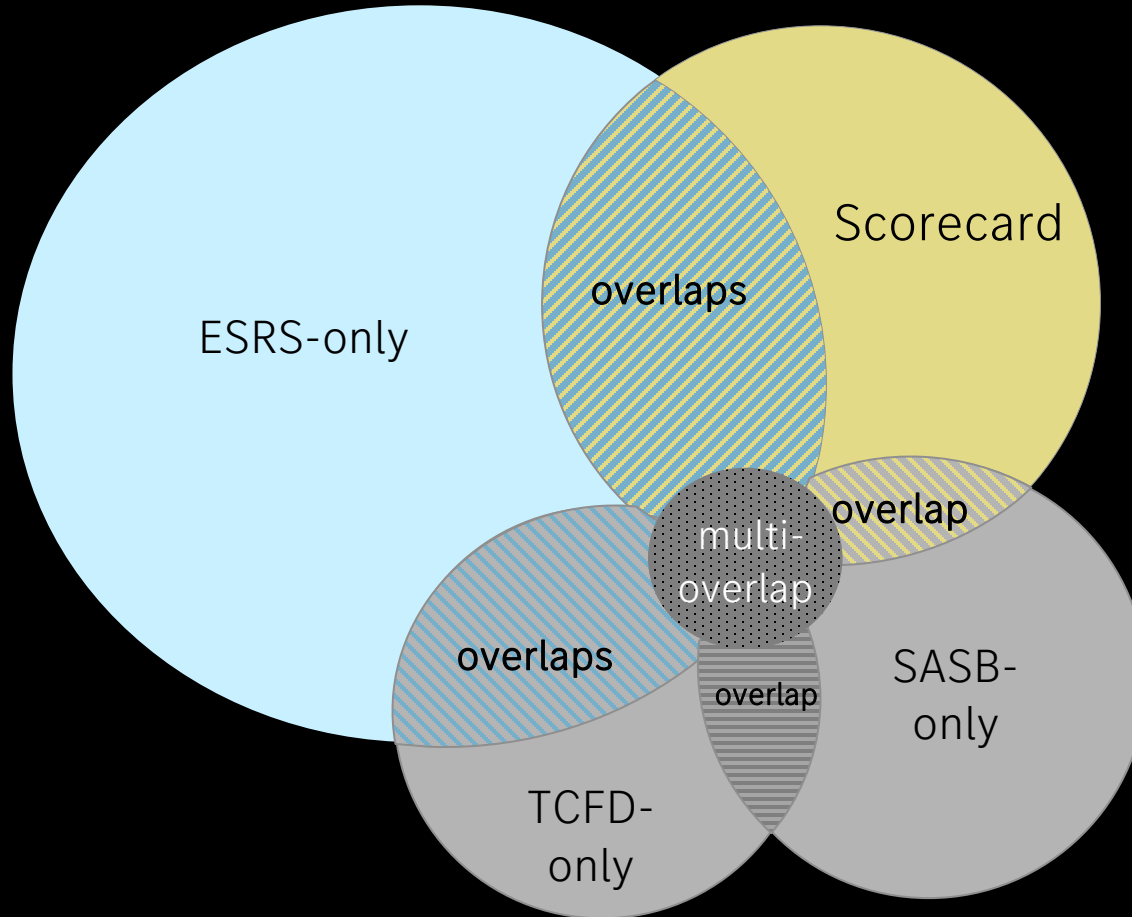 Scorecard
overlaps
ESRS-only
overlap
multi-
overlap
overlaps
SASB-
only
overlap
TCFD-
only